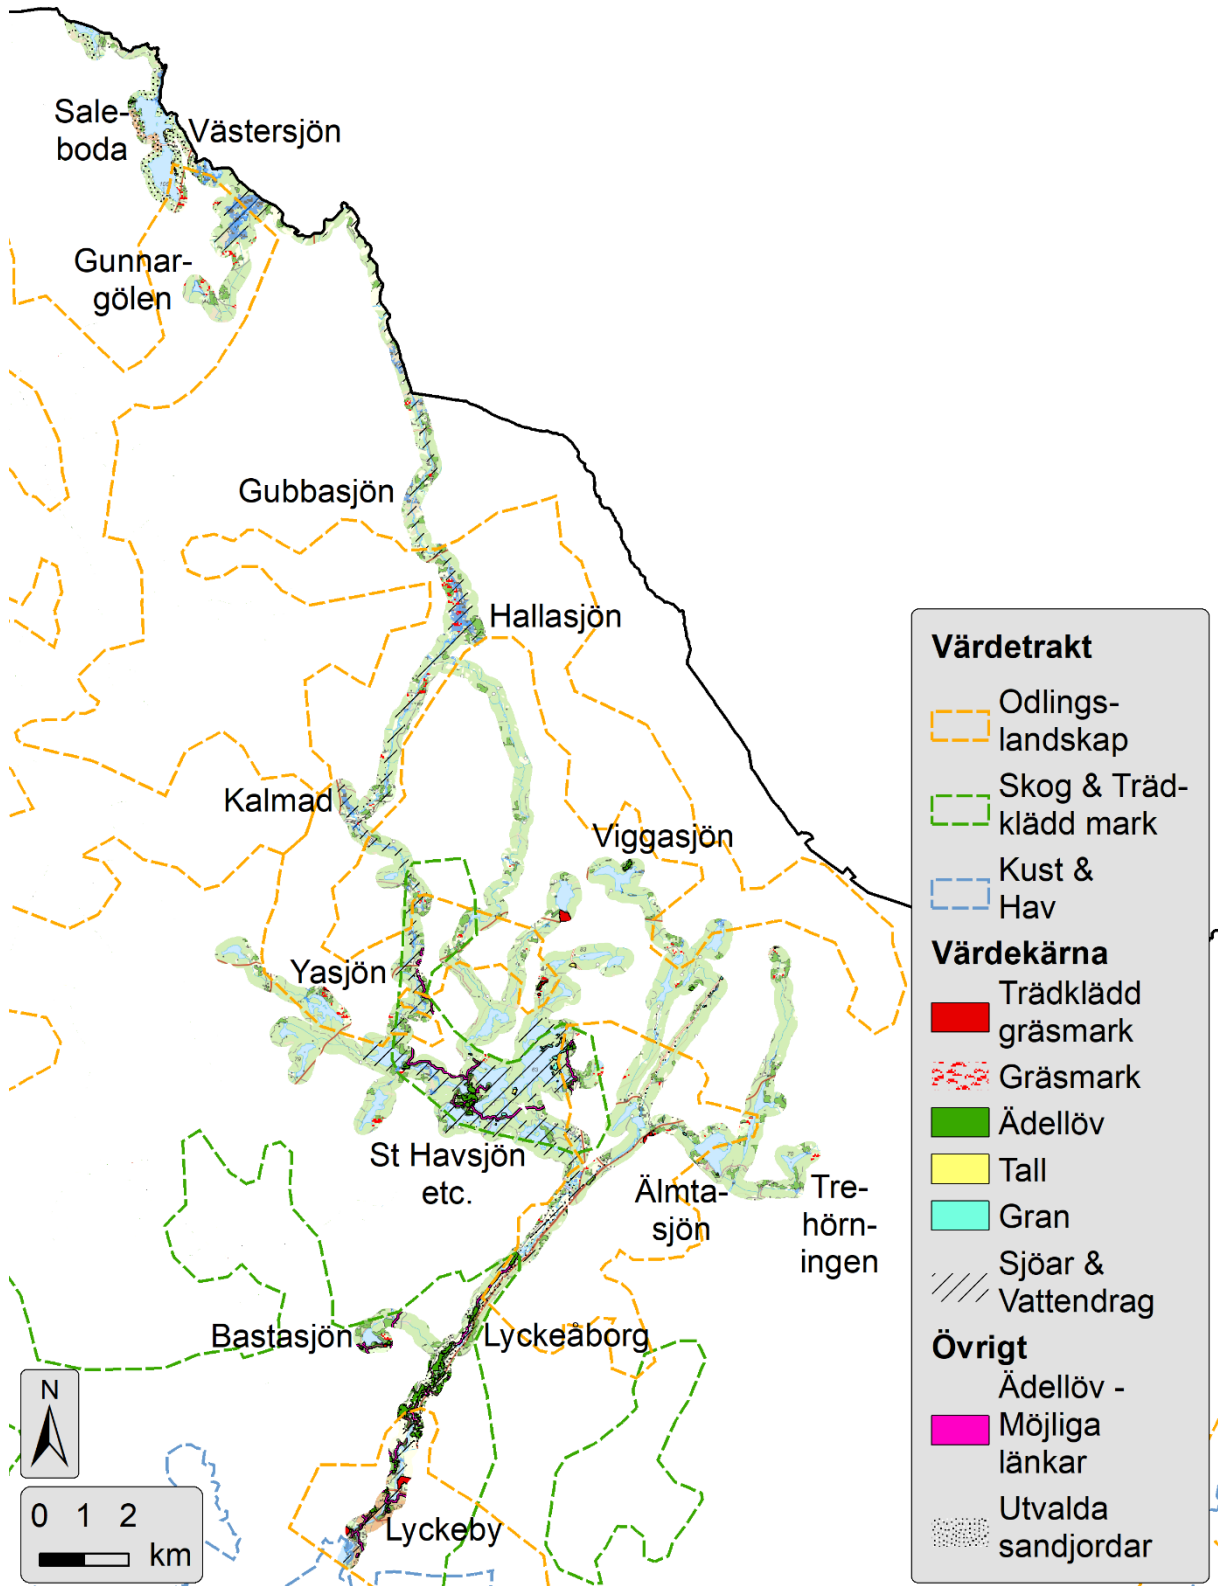 Sale-
boda
Västersjön
Gunnar-
gölen
Gubbasjön
Hallasjön
Kalmad
Viggasjön
Yasjön
St Havsjön
etc.
Älmta-
sjön
Tre-
hörn-
ingen
Bastasjön
Lyckeåborg
Lyckeby
N
0 1 2
km
Värdetrakt
Odlings-
landskap
Skog & Träd-
klädd mark
Kust &
Hav
Värdekärna
Trädklädd
gräsmark
Gräsmark
Ädellöv
Tall
Gran
Sjöar &
Vattendrag
Övrigt
Ädellöv -
Möjliga
länkar
Utvalda
sandjordar